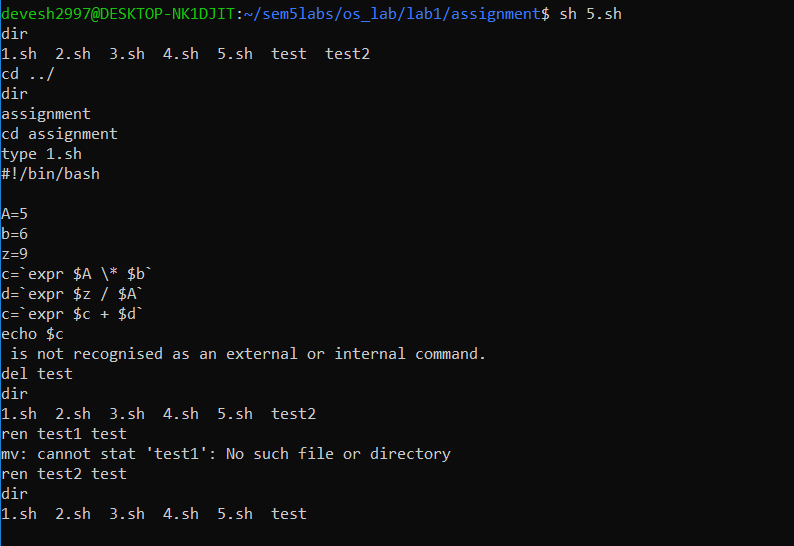 devesh2997@DESKTOP-NK1DJIT:~/sem5labs/os_lab/lab1/assignment$ sh 5.sh
dir
1.sh  2.sh  3.sh  4.sh  5.sh  test  test2
cd ../
dir
assignment
cd assignment
type 1.sh
#!/bin/bash

A=5
b=6
z=9
c=`expr $A \* $b`
d=`expr $z / $A`
c=`expr $c + $d`
echo $c
 is not recognised as an external or internal command.
del test
dir
1.sh  2.sh  3.sh  4.sh  5.sh  test2
ren test1 test
mv: cannot stat 'test1': No such file or directory
ren test2 test
dir
1.sh  2.sh  3.sh  4.sh  5.sh  test